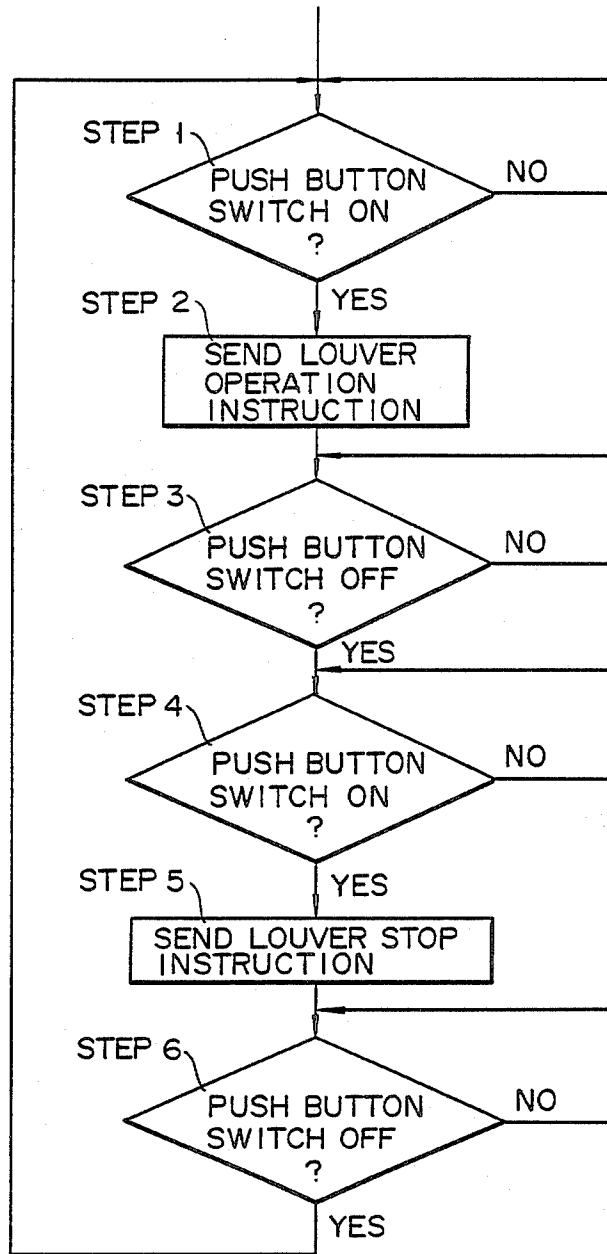 STEP 1
PUSH BUTTON
SWITCH ON
?
NO
YES
STEP 2
SEND LOUVER
OPERATION
INSTRUCTION
STEP 3
PUSH BUTTON
SWITCH OFF
?
NO
YES
STEP 4
PUSH BUTTON
SWITCH ON
?
NO
YES
STEP 5
SEND LOUVER STOP
INSTRUCTION
STEP 6
PUSH BUTTON
SWITCH OFF
?
NO
YES